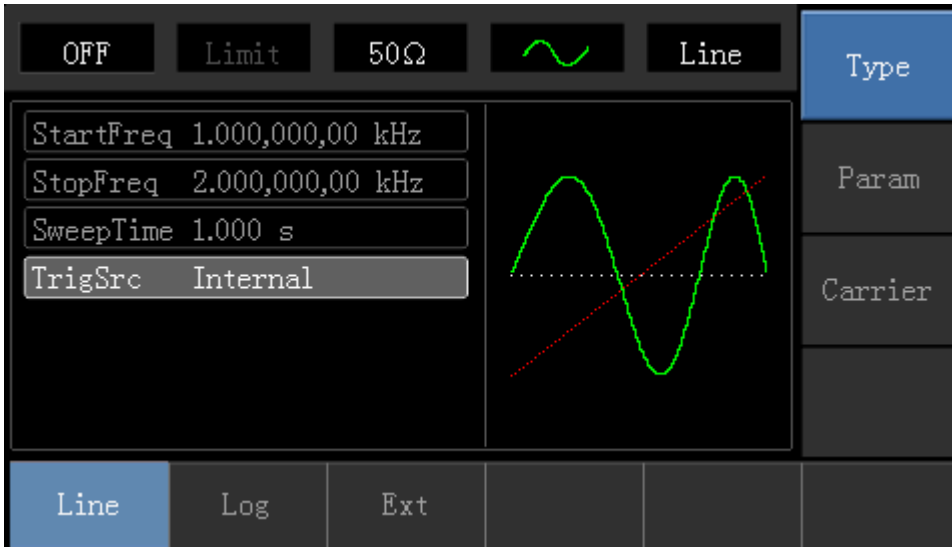 OFF Limit 50Ω Line Type
StartFreq 1.000,000,00 kHz
StopFreq 2.000,000,00 kHz
Param
SweepTime 1.000 s
TrigSrc Internal
Carrier
Line Log Ext